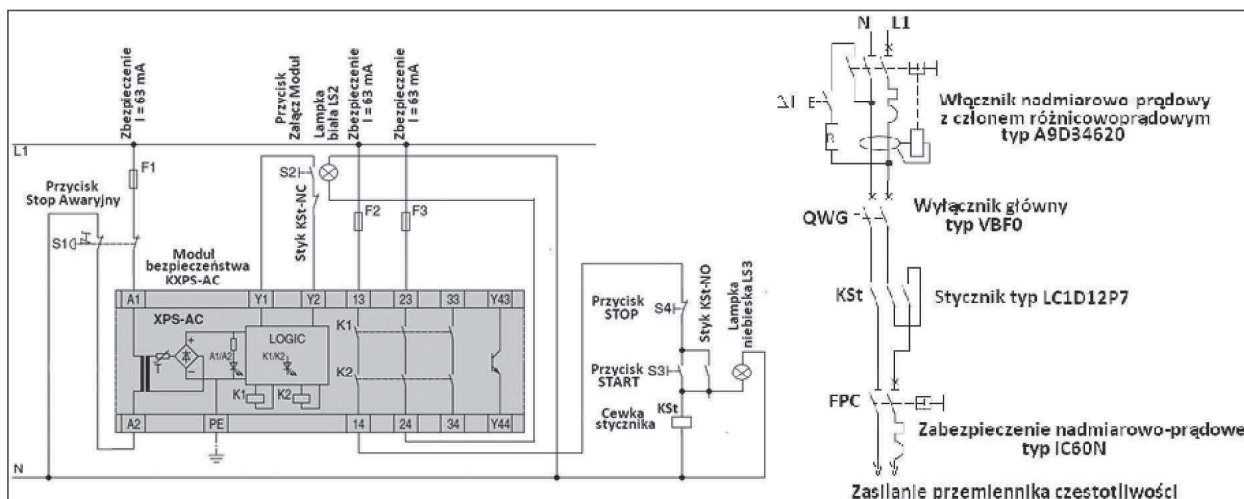 Zbezpieczenie
I = 63 mA
Przycisk
Załącz Moduł
Lampka
biała LS2
Zbezpieczenie
I = 63 mA
Zbezpieczenie
I = 63 mA
L1
F1
Przycisk
Stop Awaryjny
S1
Moduł
bezpieczeństwa
KXPS-AC
S2
Styk KSt-NC
F2
F3
A1
Y1
Y2
13
23
33
Y43
XPS-AC
T
A1/A2
LOGIC
K1/K2
K1
K2
K1
K2
A2
PE
14
24
34
Y44
N
Przycisk
STOP
S4
Styk KSt-NO
Lampka
niebieska LS3
Przycisk
START
S3
Cewka
stycznika
KSt
N L1
E
R
Włącznik nadmiarowo-prądowy
z członem różnicowoprądowym
typ A9D34620
QWG
Wyłącznik główny
typ VBF0
KSt
Stycznik typ LC1D12P7
FPC
Zabezpieczenie nadmiarowo-prądowe
typ IC60N
Zasilanie przemiennika częstotliwości